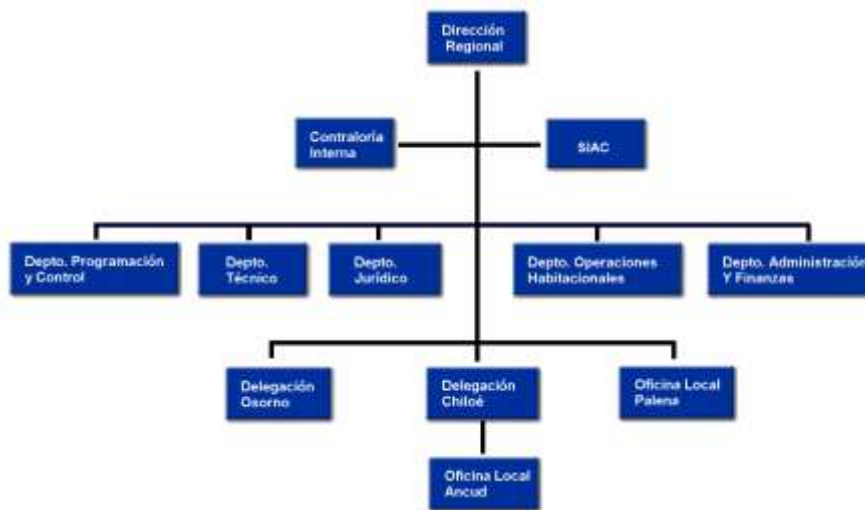 Dirección
Regional
Contraloría
Interna
SIAC
Depto. Programación
y Control
Depto.
Técnico
Depto.
Jurídico
Depto. Operaciones
Habitacionales
Depto. Administración
Y Finanzas
Delegación
Osorno
Delegación
Chiloé
Oficina Local
Palena
Oficina Local
Ancud